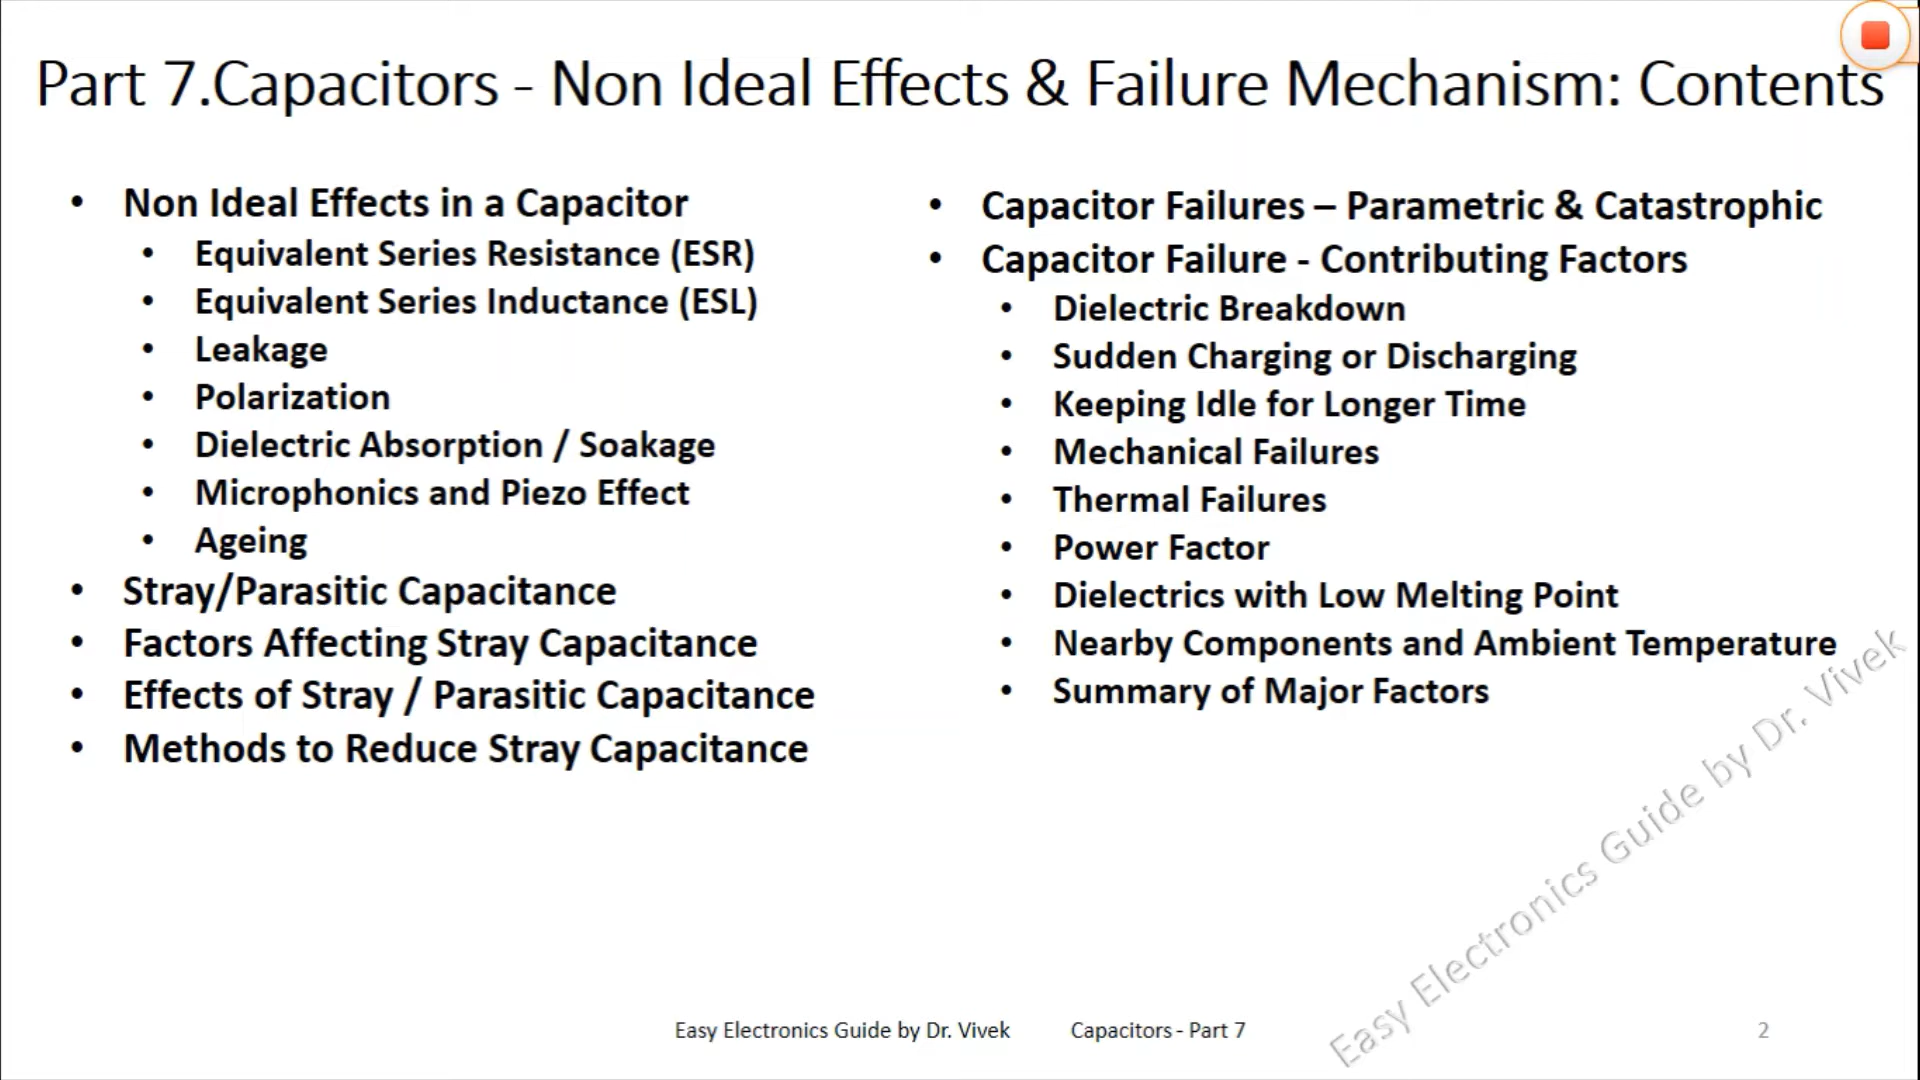 Part 7.Capacitors - Non Ideal Effects & Failure Mechanism: Contents
• Non Ideal Effects in a Capacitor
• Equivalent Series Resistance (ESR)
• Equivalent Series Inductance (ESL)
• Leakage
• Polarization
• Dielectric Absorption / Soakage
• Microphonics and Piezo Effect
• Ageing
• Stray/Parasitic Capacitance
• Factors Affecting Stray Capacitance
• Effects of Stray / Parasitic Capacitance
• Methods to Reduce Stray Capacitance
• Capacitor Failures – Parametric & Catastrophic
• Capacitor Failure - Contributing Factors
• Dielectric Breakdown
• Sudden Charging or Discharging
• Keeping Idle for Longer Time
• Mechanical Failures
• Thermal Failures
• Power Factor
• Dielectrics with Low Melting Point
• Nearby Components and Ambient Temperature
• Summary of Major Factors
Easy Electronics Guide by Dr. Vivek
Easy Electronics Guide by Dr. Vivek
Capacitors - Part 7
2